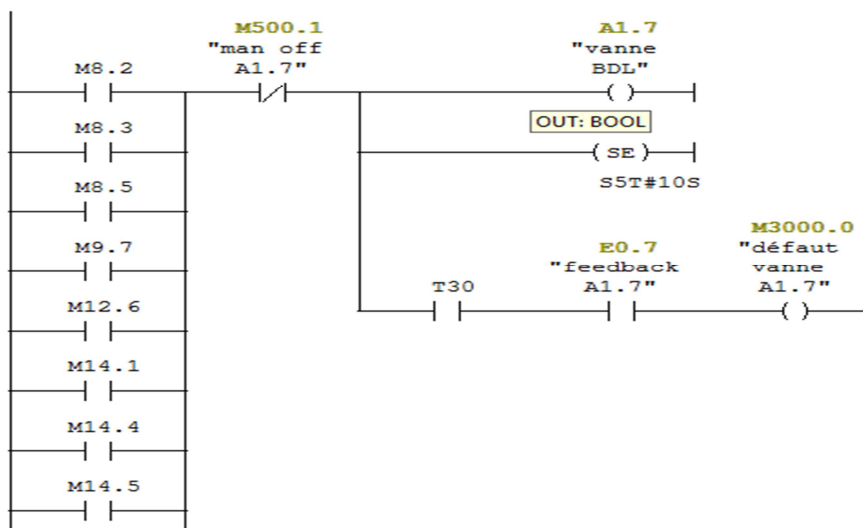 M500.1
"man off
A1.7"
A1.7
"vanne
BDL"
M8.2
OUT: BOOL
M8.3
SE
S5T#10S
M8.5
M9.7
E0.7
"feedback
A1.7"
M3000.0
"défaut
vanne
A1.7"
T30
M12.6
M14.1
M14.4
M14.5